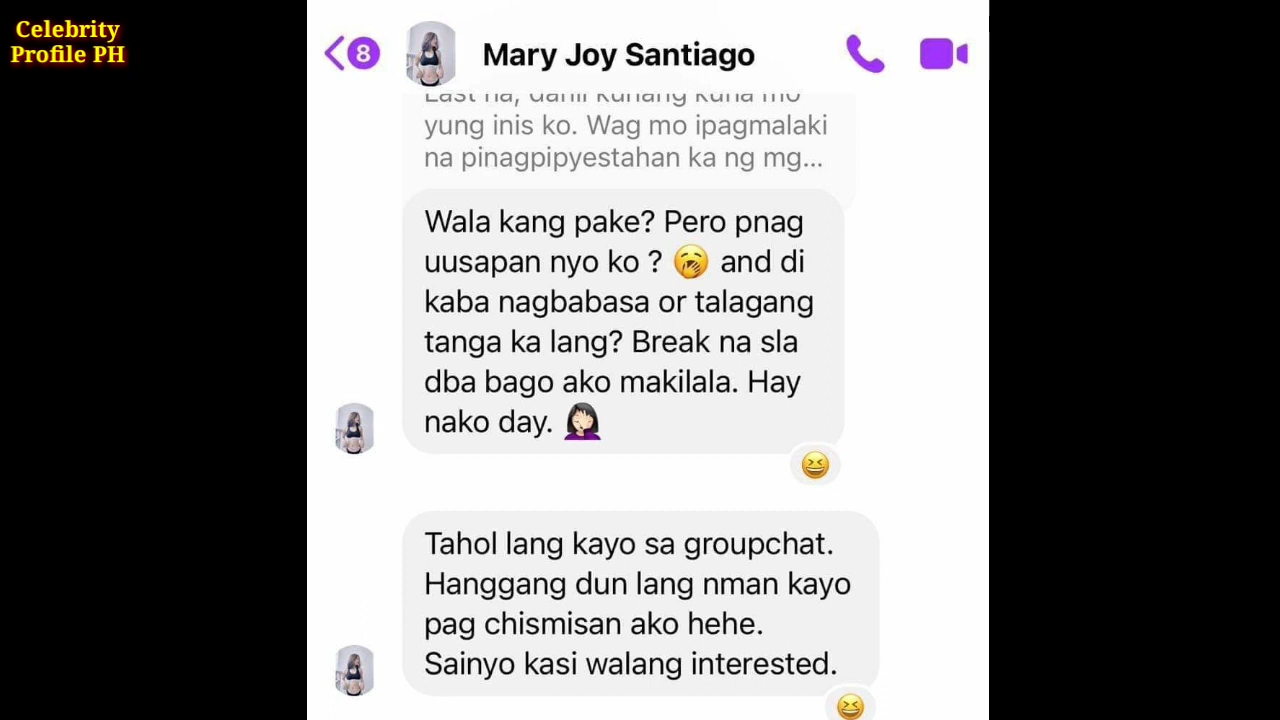 Celebrity
Profile PH
8
Mary Joy Santiago
Last na, dahil kuhang kuha mo
yung inis ko. Wag mo ipagmalaki
na pinagpipyestahan ka ng mg...
Wala kang pake? Pero pnag
uusapan nyo ko ? 🥱 and di
kaba nagbabasa or talagang
tanga ka lang? Break na sla
dba bago ako makilala. Hay
nako day. 🤦🏻‍♀️
😆
Tahol lang kayo sa groupchat.
Hanggang dun lang nman kayo
pag chismisan ako hehe.
Sainyo kasi walang interested.
😆